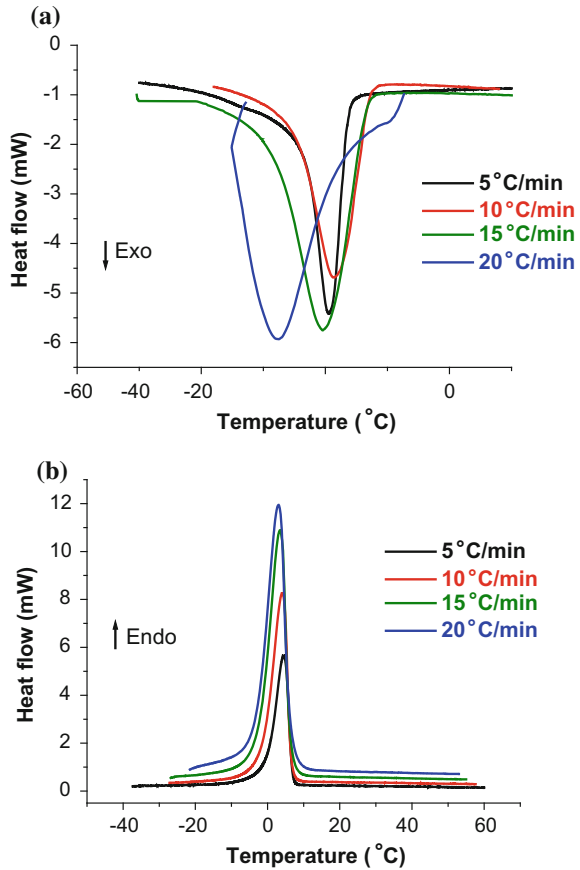 (a)
0
-1
-2
-3
-4
-5
-6
Heat flow (mW)
5°C/min
10°C/min
15°C/min
20°C/min
Exo
-60 -40 -20 -20 0
Temperature (°C)
(b)
12
10
8
6
4
2
0
Heat flow (mW)
5°C/min
10°C/min
15°C/min
20°C/min
Endo
-40 -20 0 20 40 60
Temperature (°C)